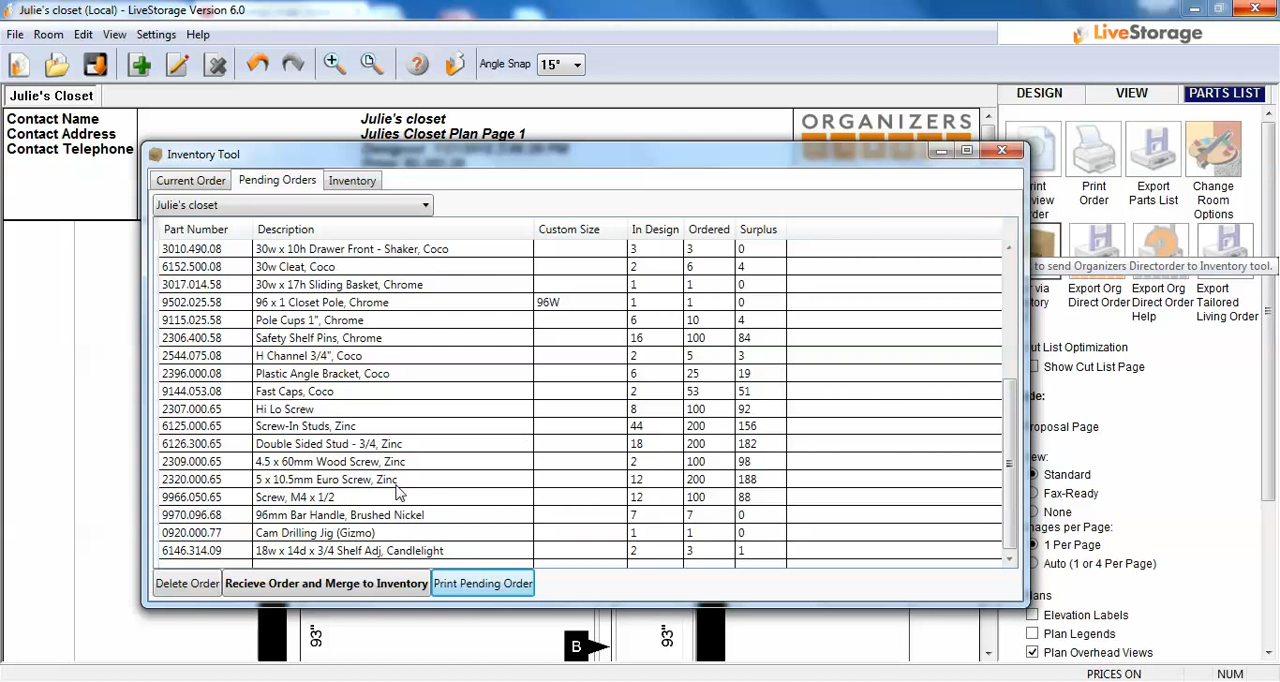 Julie's closet (Local) - LiveStorage Version 6.0
File Room Edit View Settings Help
LiveStorage
Angle Snap 15°
Julie's Closet
DESIGN VIEW PARTS LIST
Contact Name
Contact Address
Contact Telephone
Julie's closet
Julies Closet Plan Page 1
ORGANIZERS
Inventory Tool
Current Order Pending Orders Inventory
Julie's closet
Part Number Description Custom Size In Design Ordered Surplus
3010.490.08 30w x 10h Drawer Front - Shaker, Coco 3 3 0
6152.500.08 30w Cleat, Coco 2 6 4
3017.014.58 30w x 17h Sliding Basket, Chrome 1 1 0
9502.025.58 96 x 1 Closet Pole, Chrome 96W 1 1 0
9115.025.58 Pole Cups 1", Chrome 6 10 4
2306.400.58 Safety Shelf Pins, Chrome 16 100 84
2544.075.08 H Channel 3/4", Coco 2 5 3
2396.000.08 Plastic Angle Bracket, Coco 6 25 19
9144.053.08 Fast Caps, Coco 2 53 51
2307.000.65 Hi Lo Screw 8 100 92
6125.000.65 Screw-In Studs, Zinc 44 200 156
6126.300.65 Double Sided Stud - 3/4, Zinc 18 200 182
2309.000.65 4.5 x 60mm Wood Screw, Zinc 2 100 98
2320.000.65 5 x 10.5mm Euro Screw, Zinc 12 200 188
9966.050.65 Screw, M4 x 1/2 12 100 88
9970.096.68 96mm Bar Handle, Brushed Nickel 7 7 0
0920.000.77 Cam Drilling Jig (Gizmo) 1 1 0
6146.314.09 18w x 14d x 3/4 Shelf Adj, Candlelight 2 3 1
Delete Order Recieve Order and Merge to Inventory Print Pending Order
Print Order
Export Parts List
Change Room Options
to send Organizers Directorder to Inventory tool.
Export Org Direct Order
Export Org Direct Order Help
Export Tailored Living Order
Cut List Optimization
Show Cut List Page
Proposal Page
Standard
Fax-Ready
None
Images per Page:
1 Per Page
Auto (1 or 4 Per Page)
Elevation Labels
Plan Legends
Plan Overhead Views
93"
B
93"
PRICES ON NUM